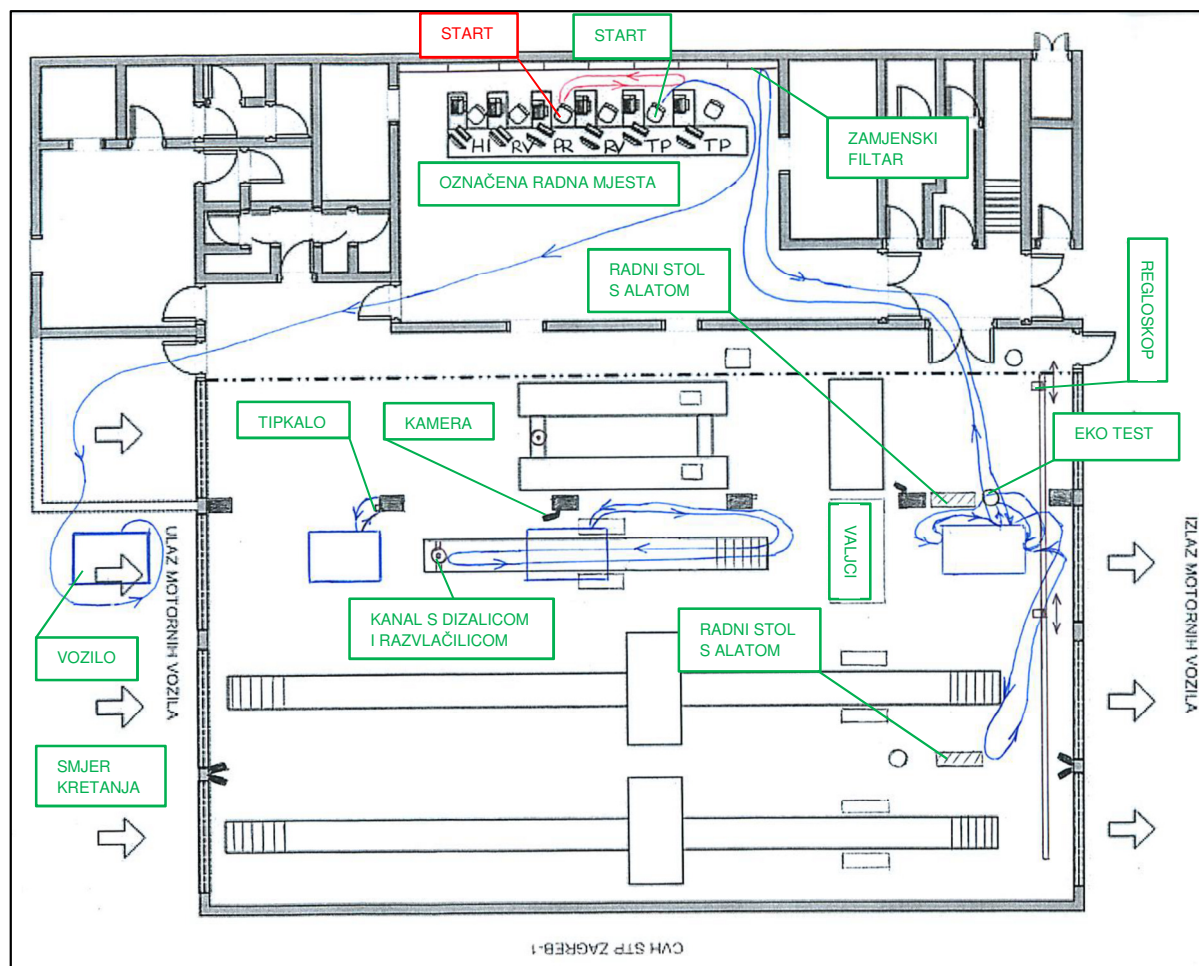 START
START
ZAMJENSKI
FILTAR
HI RV PR RV TP TP
OZNAČENA RADNA MJESTA
RADNI STOL
S ALATOM
REGLOSKOP
TIPKALO
KAMERA
EKO TEST
ULAZ MOTORNIH VOZILA
VALJCI
IZLAZ MOTORNIH VOZILA
VOZILO
KANAL S DIZALICOM
I RAZVLAČILICOM
RADNI STOL
S ALATOM
SMJER
KRETANJA
CVH STP ZAGREB-1